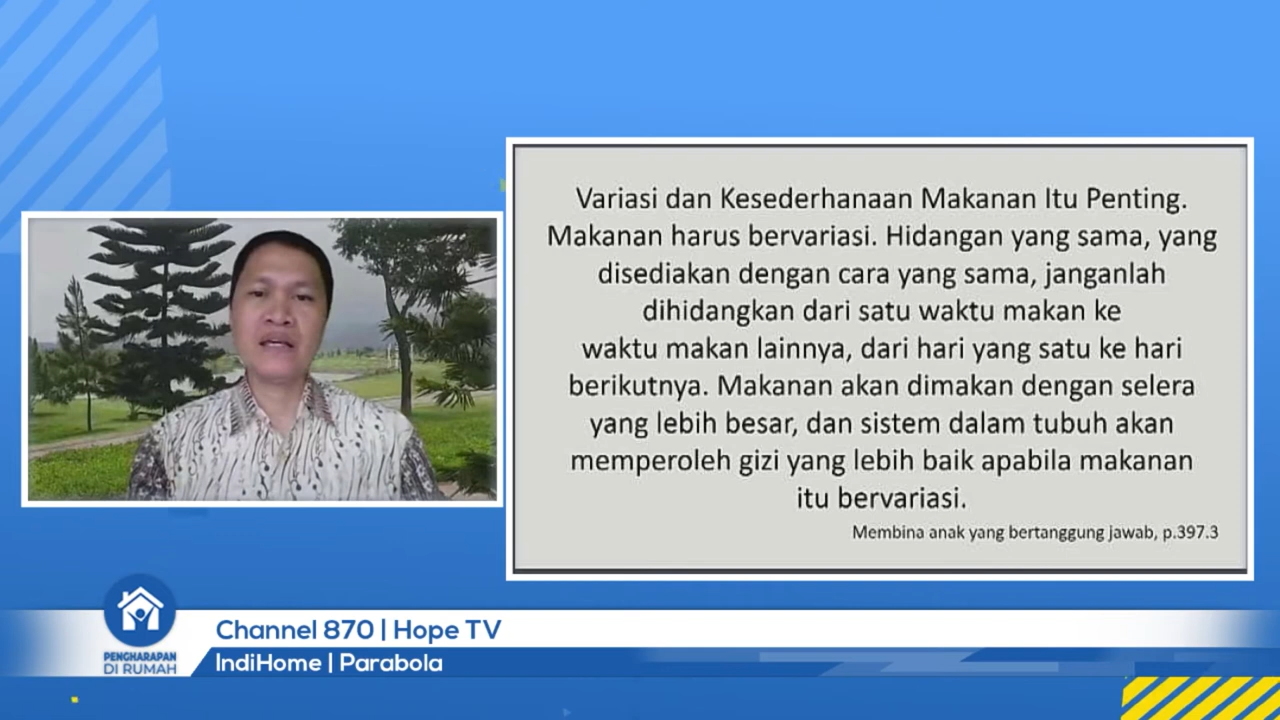 Variasi dan Kesederhanaan Makanan Itu Penting.
Makanan harus bervariasi. Hidangan yang sama, yang
disediakan dengan cara yang sama, janganlah
dihidangkan dari satu waktu makan ke
waktu makan lainnya, dari hari yang satu ke hari
berikutnya. Makanan akan dimakan dengan selera
yang lebih besar, dan sistem dalam tubuh akan
memperoleh gizi yang lebih baik apabila makanan
itu bervariasi.
Membina anak yang bertanggung jawab, p.397.3
PENGHARAPAN
DI RUMAH
Channel 870 | Hope TV
IndiHome | Parabola